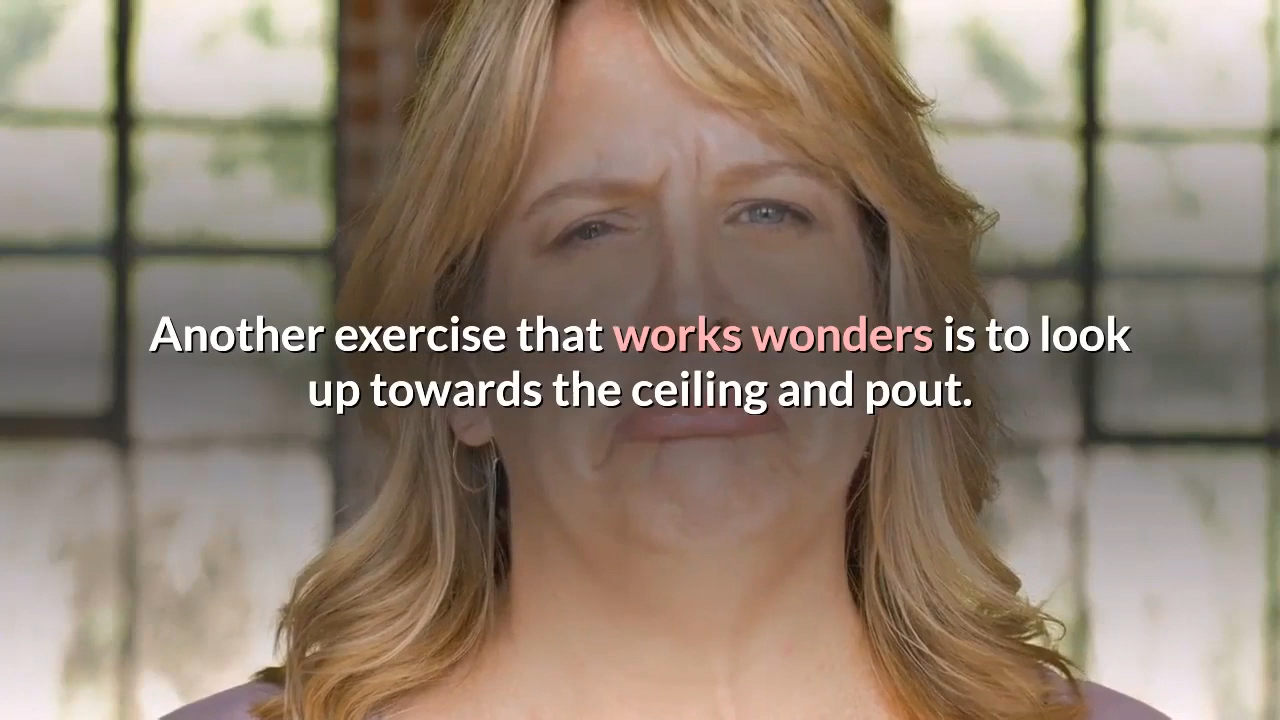 Another exercise that works wonders is to look
up towards the ceiling and pout.